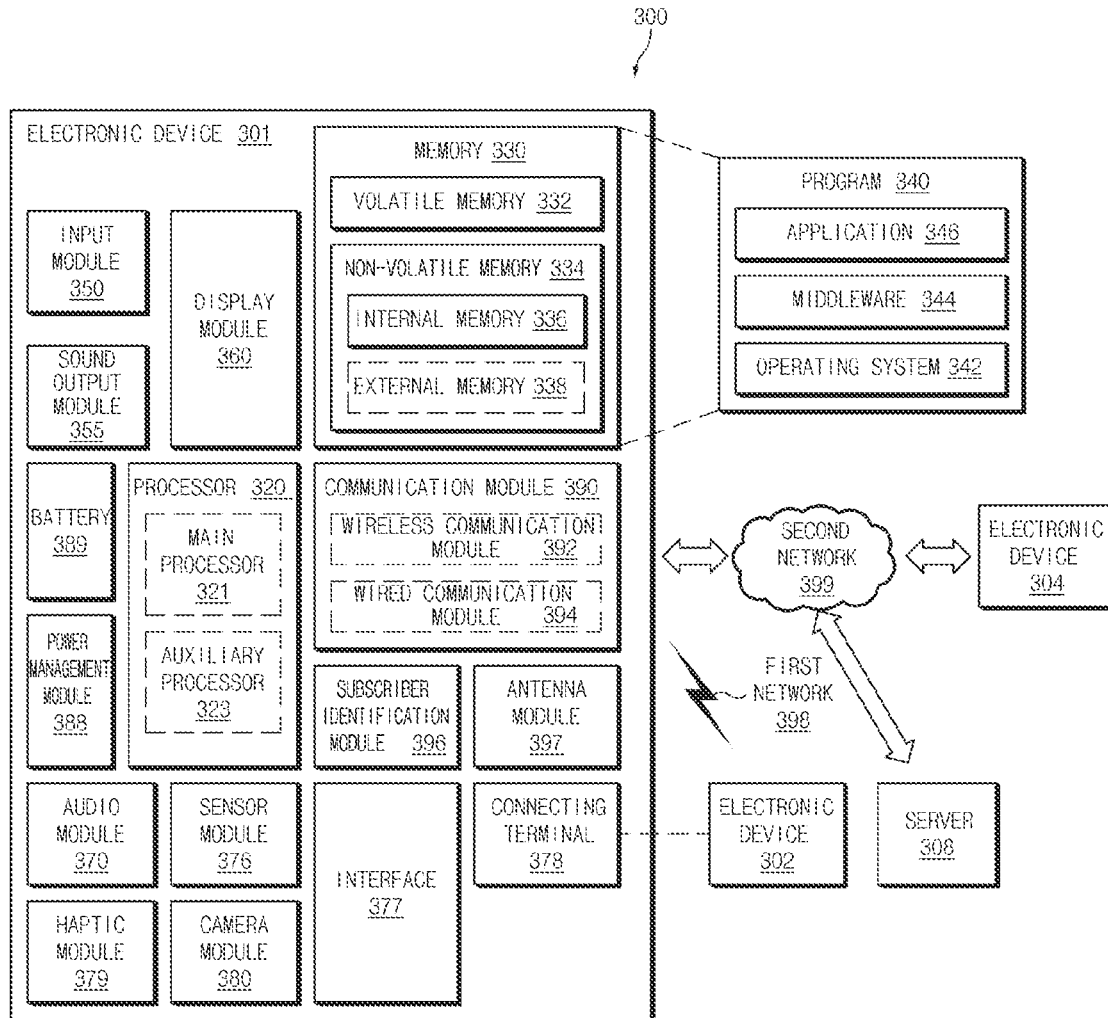 300
ELECTRONIC DEVICE 301
MEMORY 330
VOLATILE MEMORY 332
NON-VOLATILE MEMORY 334
INTERNAL MEMORY 336
EXTERNAL MEMORY 338
PROGRAM 340
APPLICATION 346
MIDDLEWARE 344
OPERATING SYSTEM 342
INPUT
MODULE
350
DISPLAY
MODULE
360
SOUND
OUTPUT
MODULE
355
BATTERY
389
PROCESSOR 320
MAIN
PROCESSOR
321
AUXILIARY
PROCESSOR
323
COMMUNICATION MODULE 390
WIRELESS COMMUNICATION
MODULE 392
WIRED COMMUNICATION
MODULE 394
SECOND
NETWORK
399
ELECTRONIC
DEVICE
304
POWER
MANAGEMENT
MODULE
388
SUBSCRIBER
IDENTIFICATION
MODULE 396
ANTENNA
MODULE
397
FIRST
NETWORK
398
AUDIO
MODULE
370
SENSOR
MODULE
376
INTERFACE
377
CONNECTING
TERMINAL
378
ELECTRONIC
DEVICE
302
SERVER
308
HAPTIC
MODULE
379
CAMERA
MODULE
380